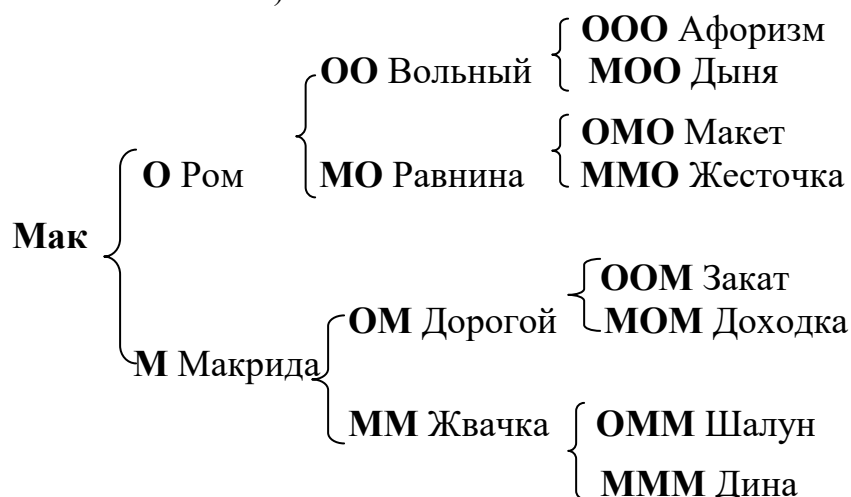 ООО Афоризм
ОО Вольный
МОО Дыня
ОМО Макет
О Ром
МО Равнина
ММО Жесточка
Мак
ООМ Закат
ОМ Дорогой
МОМ Доходка
М Макрида
ММ Жвачка
ОММ Шалун
МММ Дина